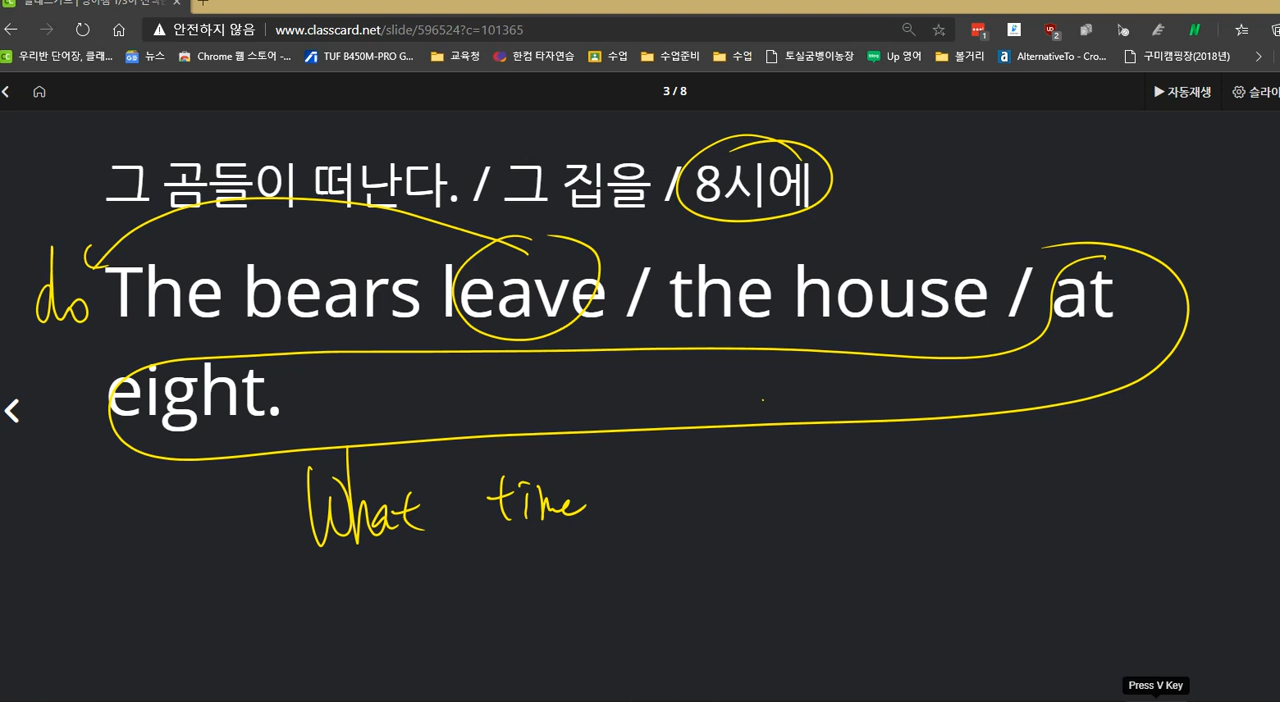 안전하지 않음 www.classcard.net/slide/596524?c=101365
우리반 단어장, 클래... 뉴스 Chrome 웹 스토어 -... TUF B450M-PRO G... 교육청 한컴 타자연습 수업 수업준비 수업 토실굼벵이농장 Up 영어 볼거리 AlternativeTo - Cro... 구미캠핑장(2018년)
3 / 8 자동재생 슬라이
그 곰들이 떠난다. / 그 집을 / 8시에
do The bears leave / the house / at
eight.
What time
Press V Key